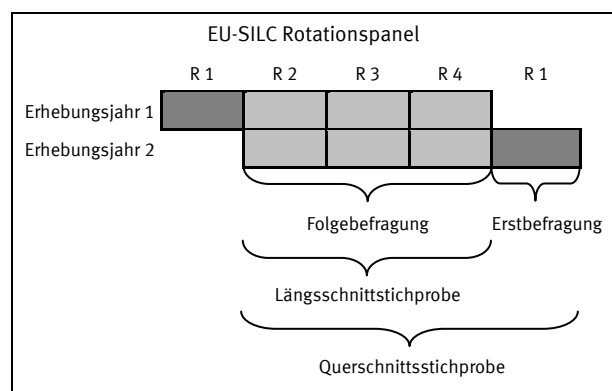 EU-SILC Rotationspanel
R 1 R 2 R 3 R 4 R 1
Erhebungsjahr 1
Erhebungsjahr 2
Folgebefragung Erstbefragung
Längsschnittstichprobe
Querschnittsstichprobe